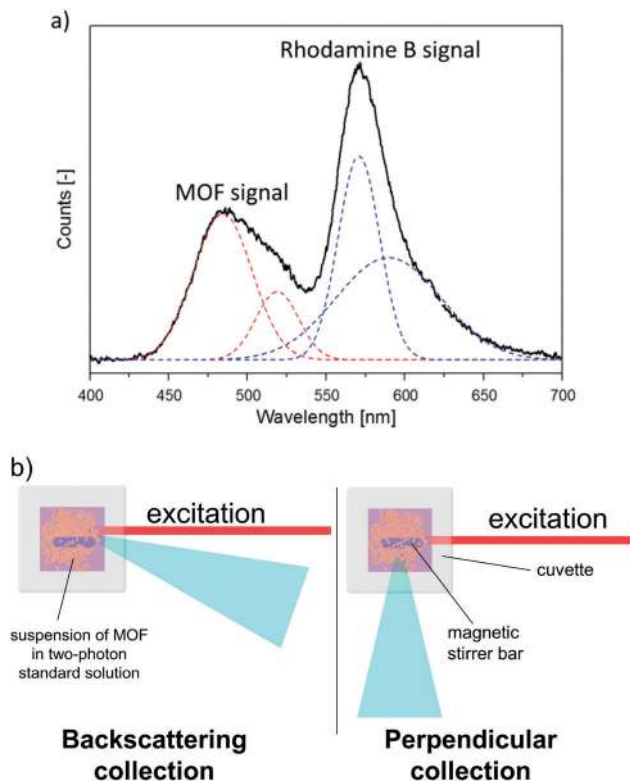 a)
Rhodamine B signal
MOF signal
Counts [-]
400 450 500 550 600 650 700
Wavelength [nm]
b)
excitation
suspension of MOF
in two-photon
standard solution
Backscattering
collection
excitation
cuvette
magnetic
stirrer bar
Perpendicular
collection